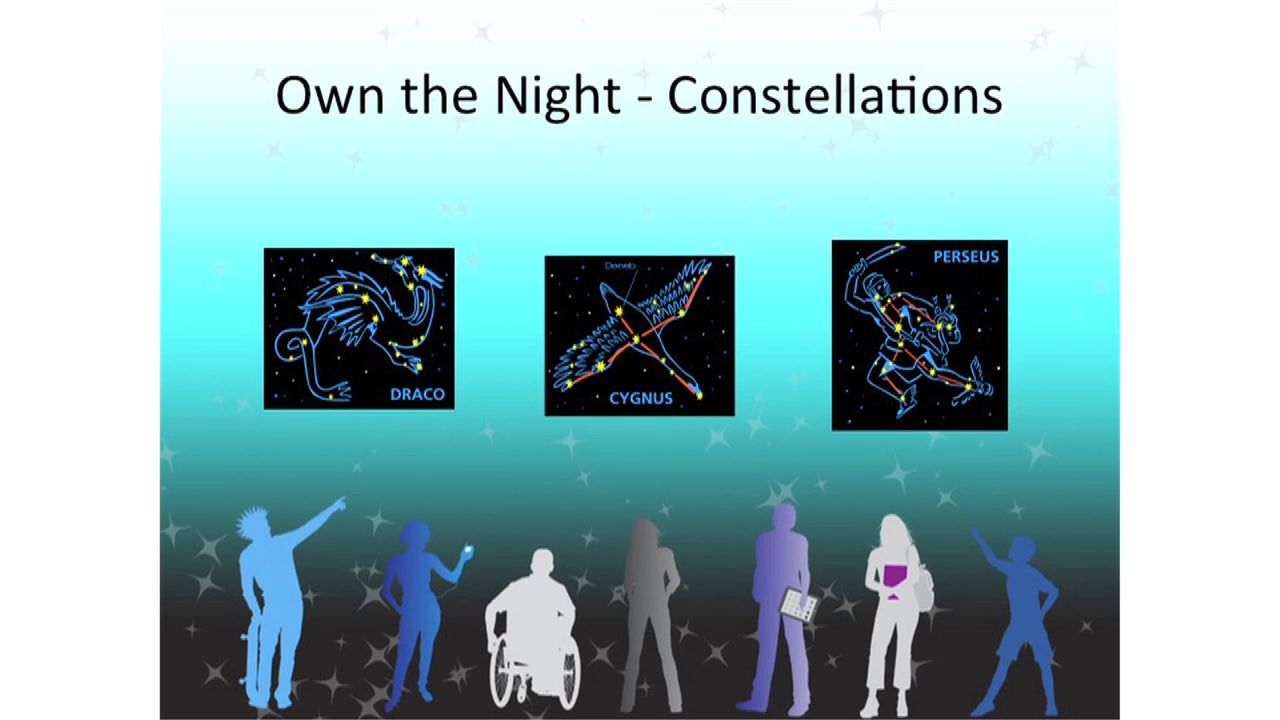 Own the Night - Constellations
DRACO
Deneb
CYGNUS
PERSEUS